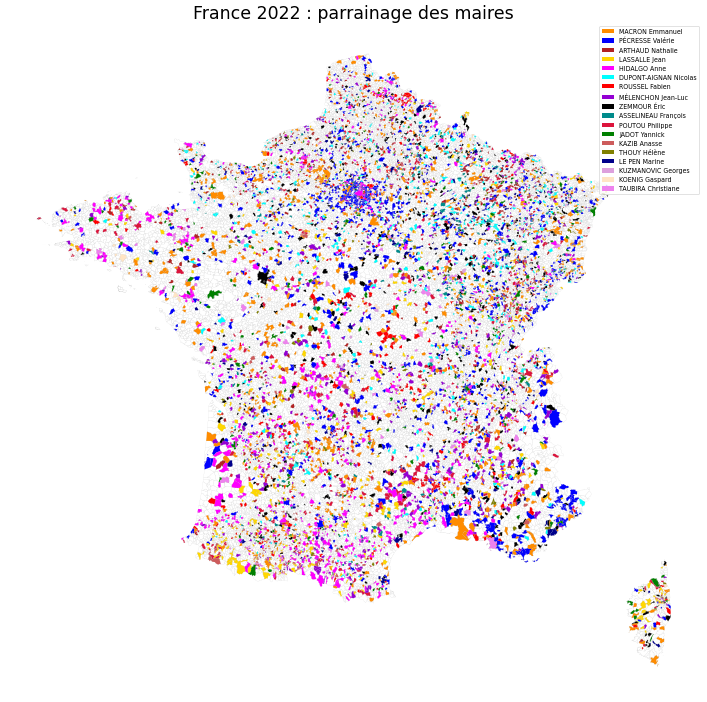 France 2022 : parrainage des maires
MACRON Emmanuel
PÉCRESSE Valérie
ARTHAUD Nathalie
LASSALLE Jean
HIDALGO Anne
DUPONT-AIGNAN Nicolas
ROUSSEL Fabien
MÉLENCHON Jean-Luc
ZEMMOUR Éric
ASSELINEAU François
POUTOU Philippe
JADOT Yannick
KAZIB Anasse
THOUY Hélène
LE PEN Marine
KUZMANOVIC Georges
KOENIG Gaspard
TAUBIRA Christiane